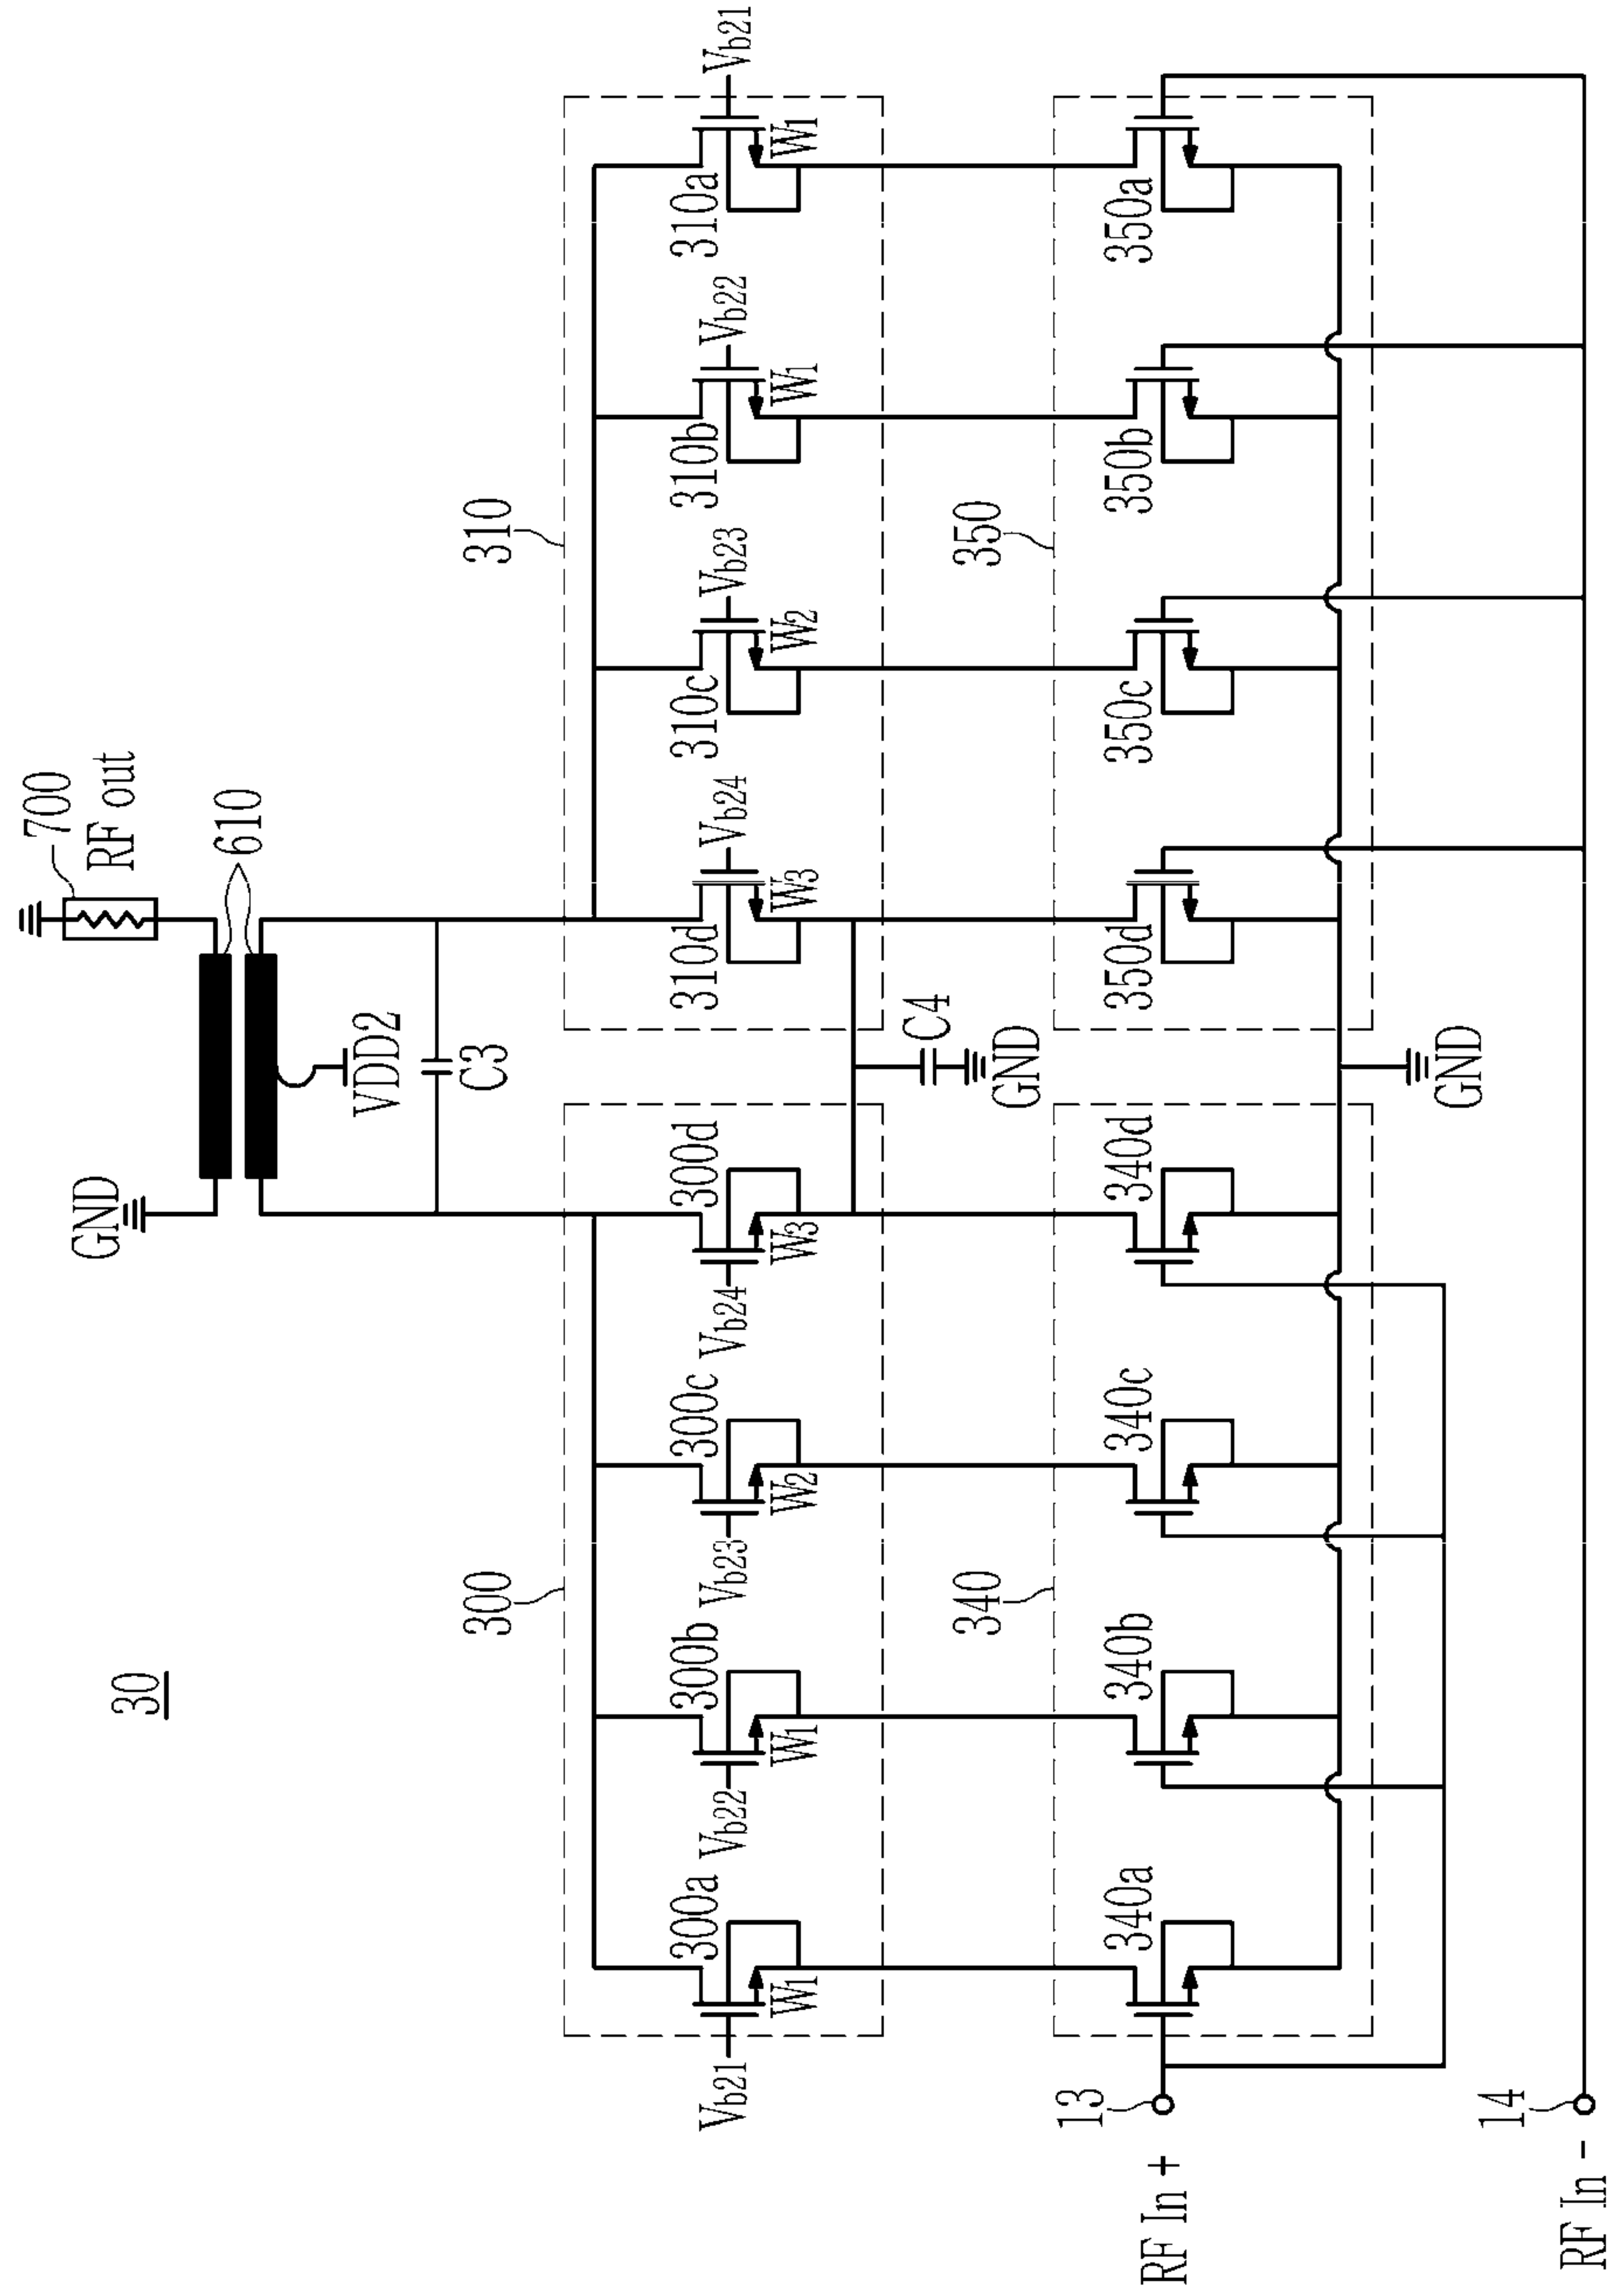 30
GND
700
RF out
610
VDD2
C3
300
310
300a
300b
300c
300d
310d
310c
310b
310a
Vb21
Vb22
Vb23
Vb24
Vb24
Vb23
Vb22
Vb21
W1
W1
W2
W3
W3
W2
W1
W1
C4
GND
340
350
340a
340b
340c
340d
350d
350c
350b
350a
13
RF In +
GND
14
RF In -